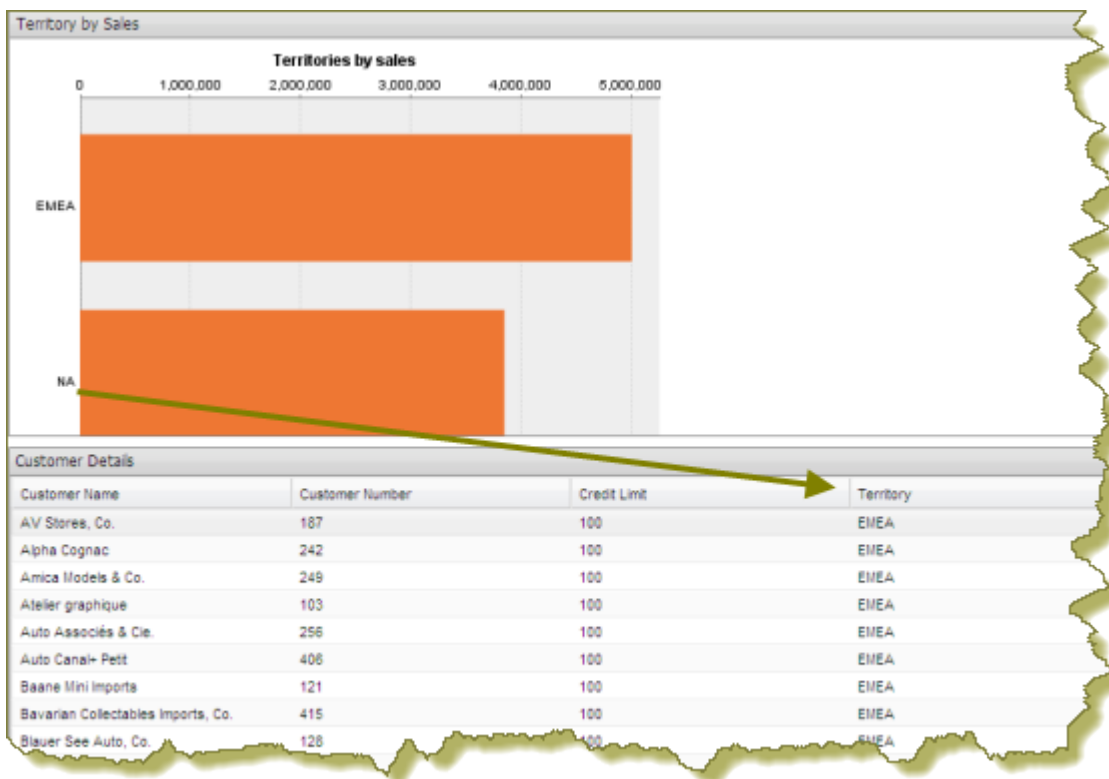 Territory by Sales
Territories by sales
0 1,000,000 2,000,000 3,000,000 4,000,000 5,000,000
EMEA
NA
Customer Details
Customer Name Customer Number Credit Limit Territory
AV Stores, Co. 187 100 EMEA
Alpha Cognac 242 100 EMEA
Amica Models & Co. 249 100 EMEA
Atelier graphique 103 100 EMEA
Auto Associés & Cie. 256 100 EMEA
Auto Canal+ Petit 406 100 EMEA
Baane Mini Imports 121 100 EMEA
Bavarian Collectables Imports, Co. 415 100 EMEA
Blauer See Auto, Co. 128 100 EMEA